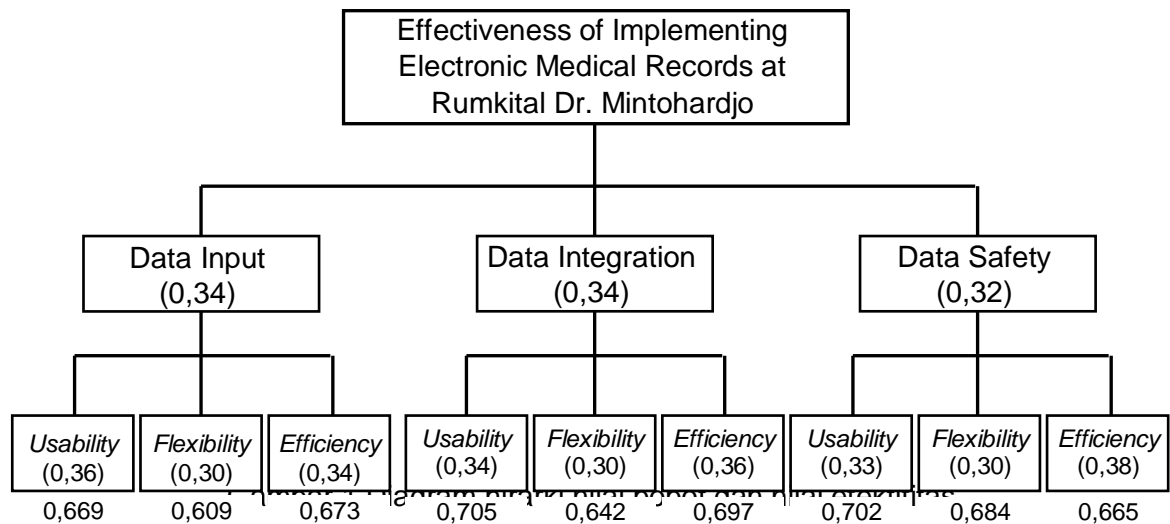 Effectiveness of Implementing
Electronic Medical Records at
Rumkital Dr. Mintohardjo
Data Input
(0,34)
Data Integration
(0,34)
Data Safety
(0,32)
Usability
(0,36)
Flexibility
(0,30)
Efficiency
(0,34)
Usability
(0,34)
Flexibility
(0,30)
Efficiency
(0,36)
Usability
(0,33)
Flexibility
(0,30)
Efficiency
(0,38)
0,669
0,609
0,673
0,705
0,642
0,697
0,702
0,684
0,665